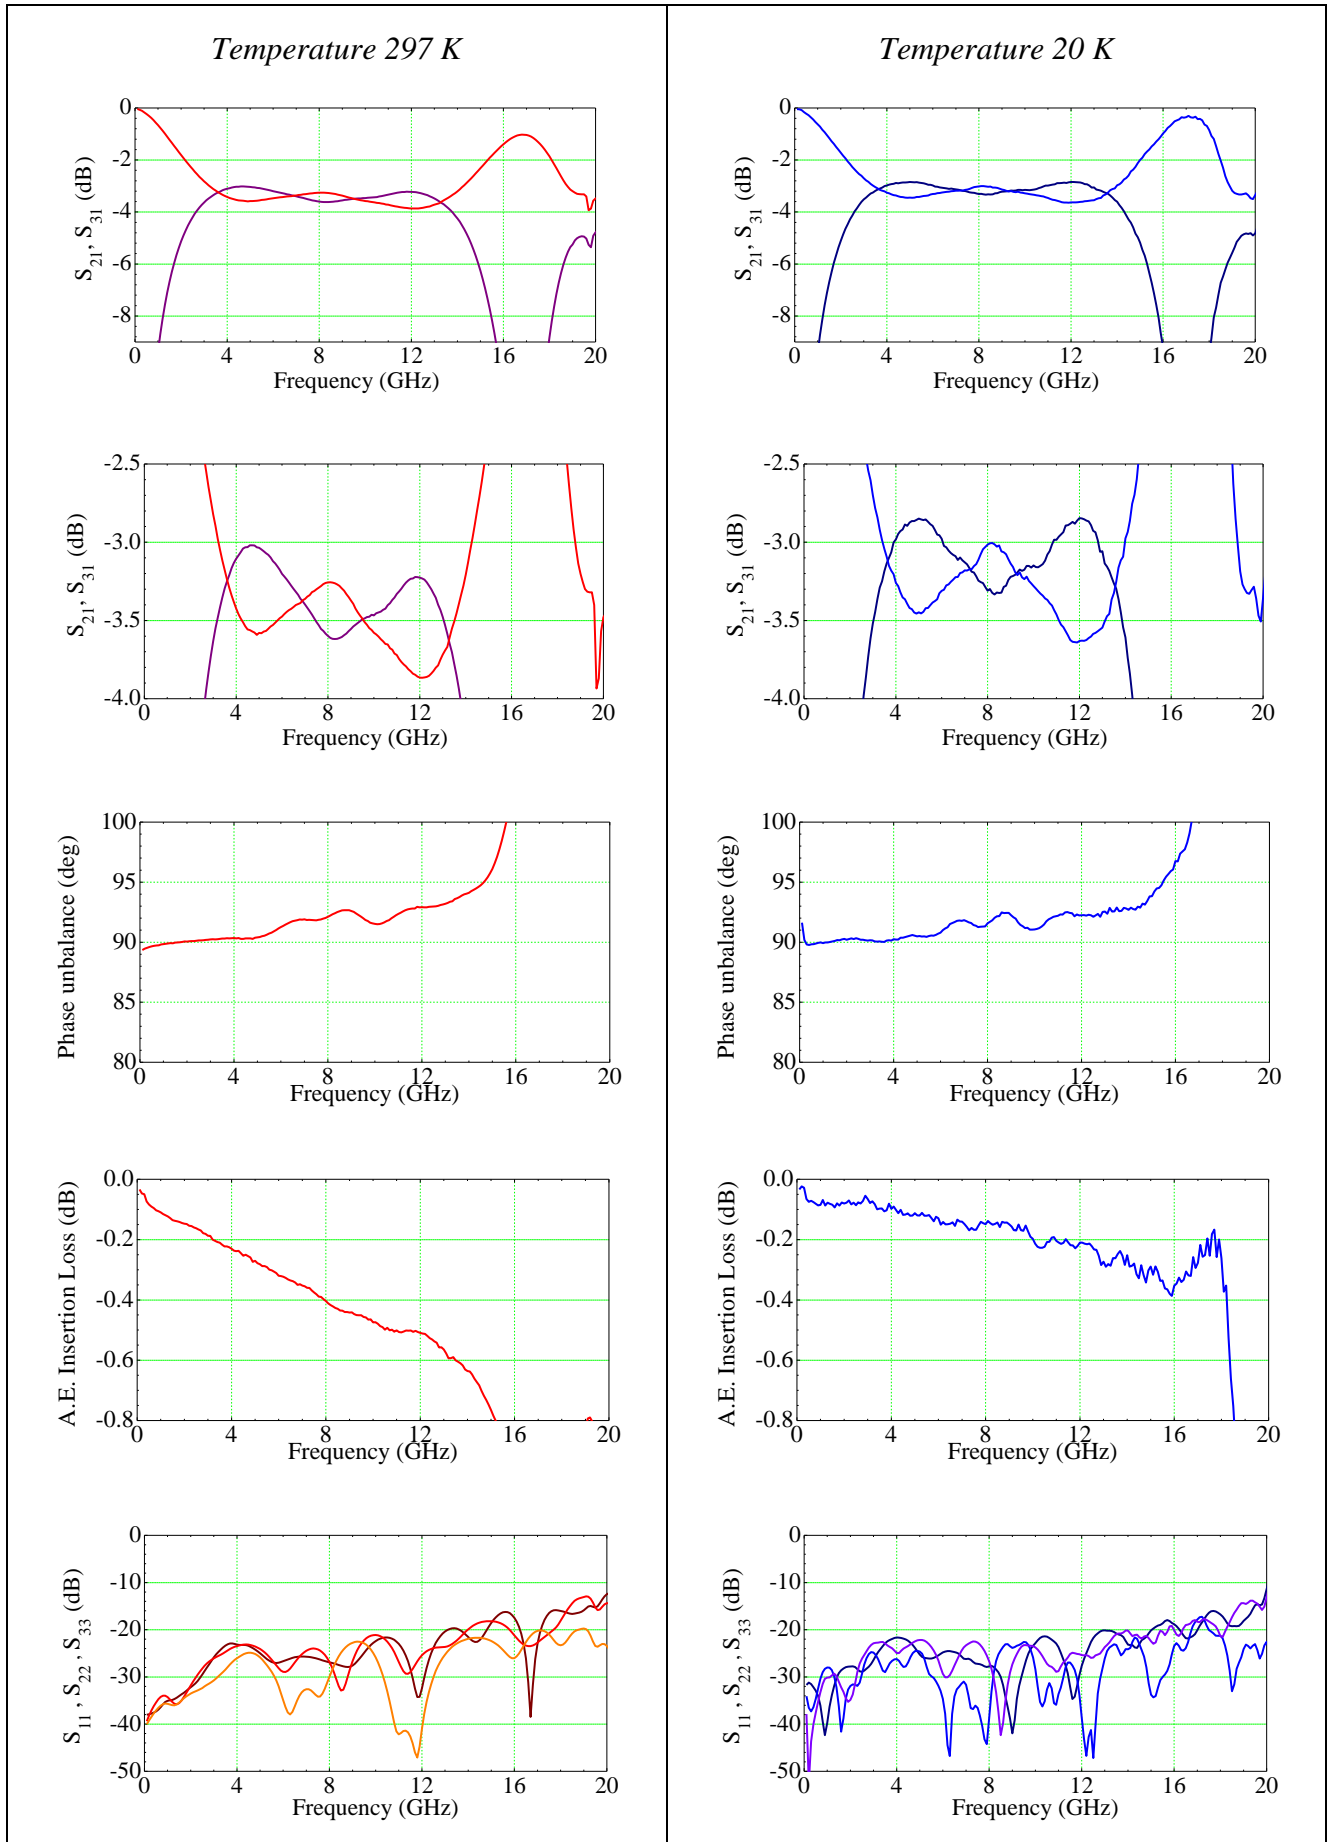 Temperature 297 K
0
-2
-4
-6
-8
S21, S31 (dB)
0 4 8 12 16 20
Frequency (GHz)
-2.5
-3.0
-3.5
-4.0
S21, S31 (dB)
0 4 8 12 16 20
Frequency (GHz)
100
95
90
85
80
Phase unbalance (deg)
0 4 8 12 16 20
Frequency (GHz)
0.0
-0.2
-0.4
-0.6
-0.8
A.E. Insertion Loss (dB)
0 4 8 12 16 20
Frequency (GHz)
0
-10
-20
-30
-40
-50
S11 , S22 , S33 (dB)
0 4 8 12 16 20
Frequency (GHz)
Temperature 20 K
0
-2
-4
-6
-8
S21, S31 (dB)
0 4 8 12 16 20
Frequency (GHz)
-2.5
-3.0
-3.5
-4.0
S21, S31 (dB)
0 4 8 12 16 20
Frequency (GHz)
100
95
90
85
80
Phase unbalance (deg)
0 4 8 12 16 20
Frequency (GHz)
0.0
-0.2
-0.4
-0.6
-0.8
A.E. Insertion Loss (dB)
0 4 8 12 16 20
Frequency (GHz)
0
-10
-20
-30
-40
-50
S11 , S22 , S33 (dB)
0 4 8 12 16 20
Frequency (GHz)